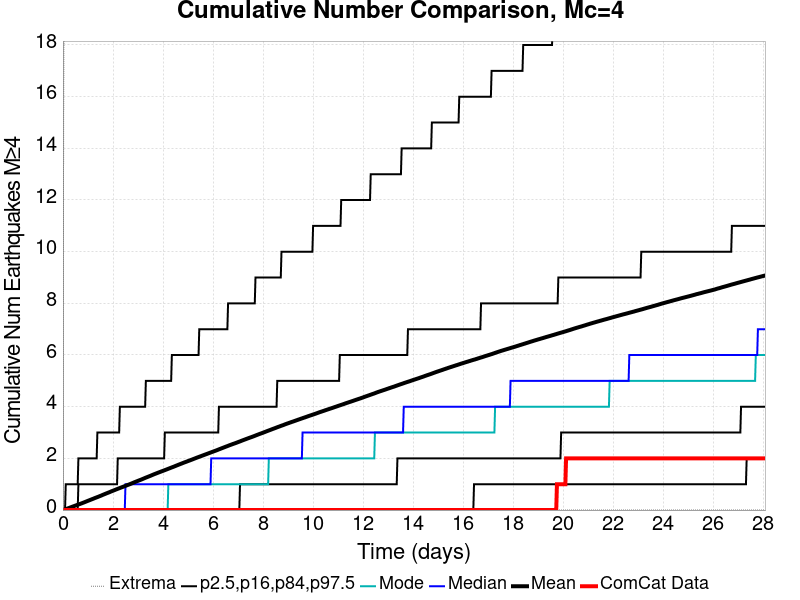 Cumulative Number Comparison, Mc=4
Cumulative Num Earthquakes M≥4
18
16
14
12
10
8
6
4
2
0
0 2 4 6 8 10 12 14 16 18 20 22 24 26 28
Time (days)
Extrema p2.5,p16,p84,p97.5 Mode Median Mean ComCat Data